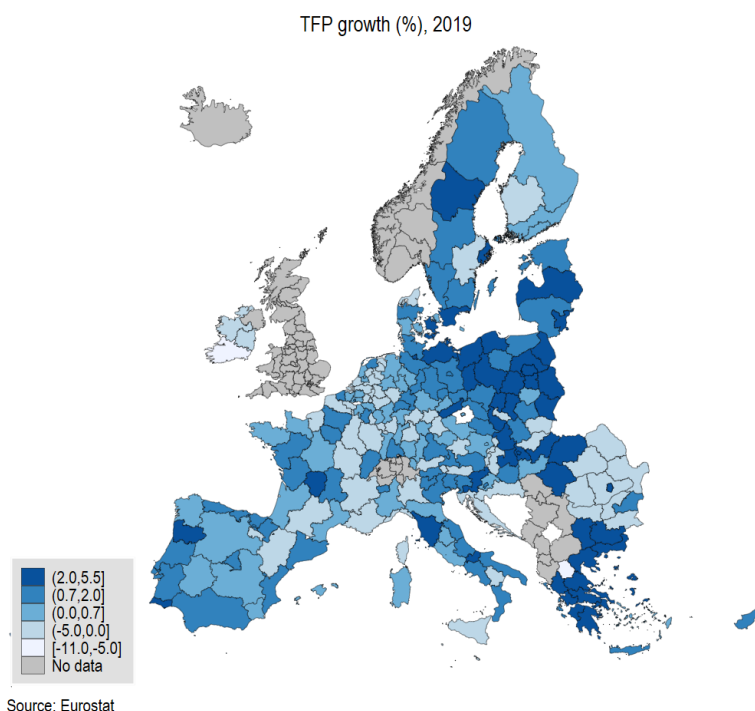 TFP growth (%), 2019
(2.0,5.5]
(0.7,2.0]
(0.0,0.7]
(-5.0,0.0]
[-11.0,-5.0]
No data
Source: Eurostat